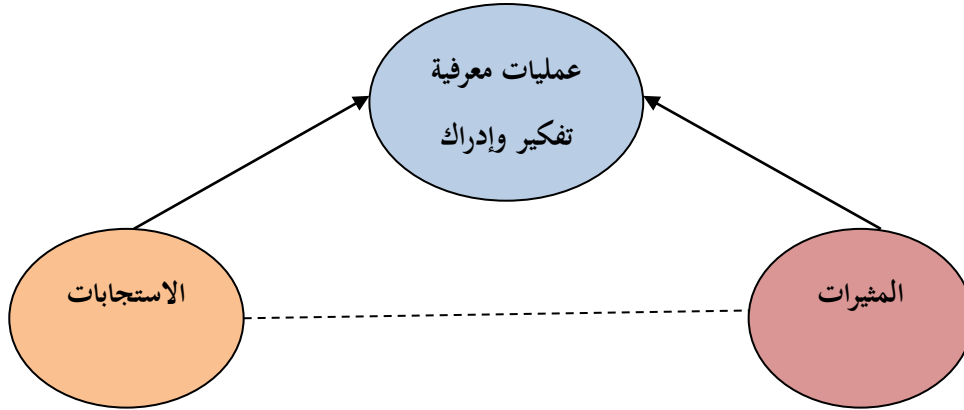 عمليات معرفية
تفكير وإدراك
المثيرات
الاستجابات